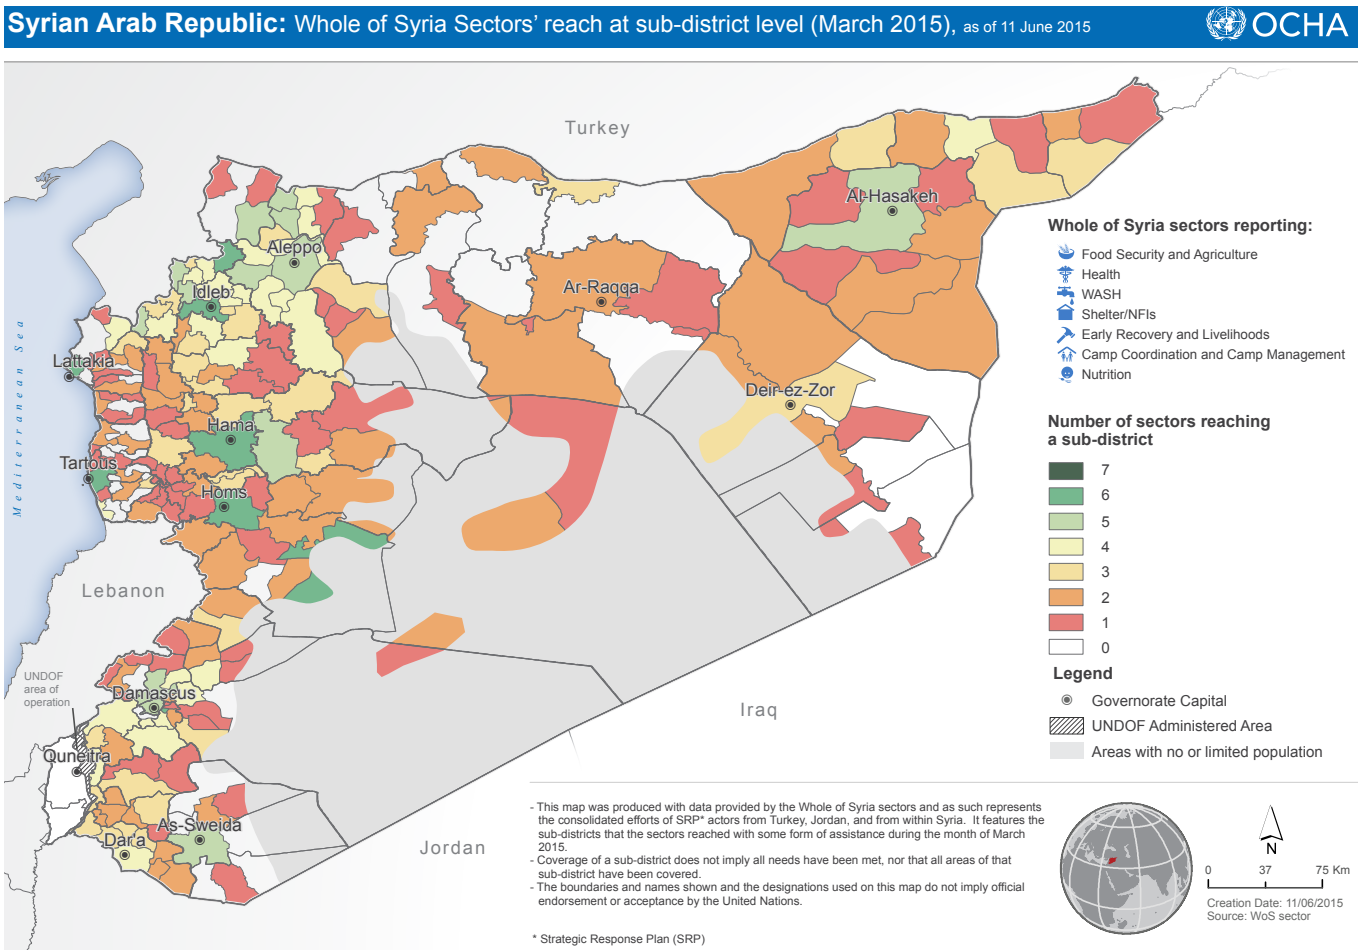 Syrian Arab Republic: Whole of Syria Sectors' reach at sub-district level (March 2015), as of 11 June 2015
OCHA
Turkey
Al-Hasakeh
Aleppo
Idleb
Ar-Raqqa
Mediterranean Sea
Lattakia
Deir-ez-Zor
Hama
Tartous
Homs
Lebanon
UNDOF
area of
operation
Damascus
Iraq
Quneitra
As-Sweida
Dar'a
Jordan
Whole of Syria sectors reporting:
Food Security and Agriculture
Health
WASH
Shelter/NFIs
Early Recovery and Livelihoods
Camp Coordination and Camp Management
Nutrition
Number of sectors reaching
a sub-district
7
6
5
4
3
2
1
0
Legend
Governorate Capital
UNDOF Administered Area
Areas with no or limited population
- This map was produced with data provided by the Whole of Syria sectors and as such represents
the consolidated efforts of SRP* actors from Turkey, Jordan, and from within Syria. It features the
sub-districts that the sectors reached with some form of assistance during the month of March
2015.
- Coverage of a sub-district does not imply all needs have been met, nor that all areas of that
sub-district have been covered.
- The boundaries and names shown and the designations used on this map do not imply official
endorsement or acceptance by the United Nations.
* Strategic Response Plan (SRP)
N
0 37 75 Km
Creation Date: 11/06/2015
Source: WoS sector